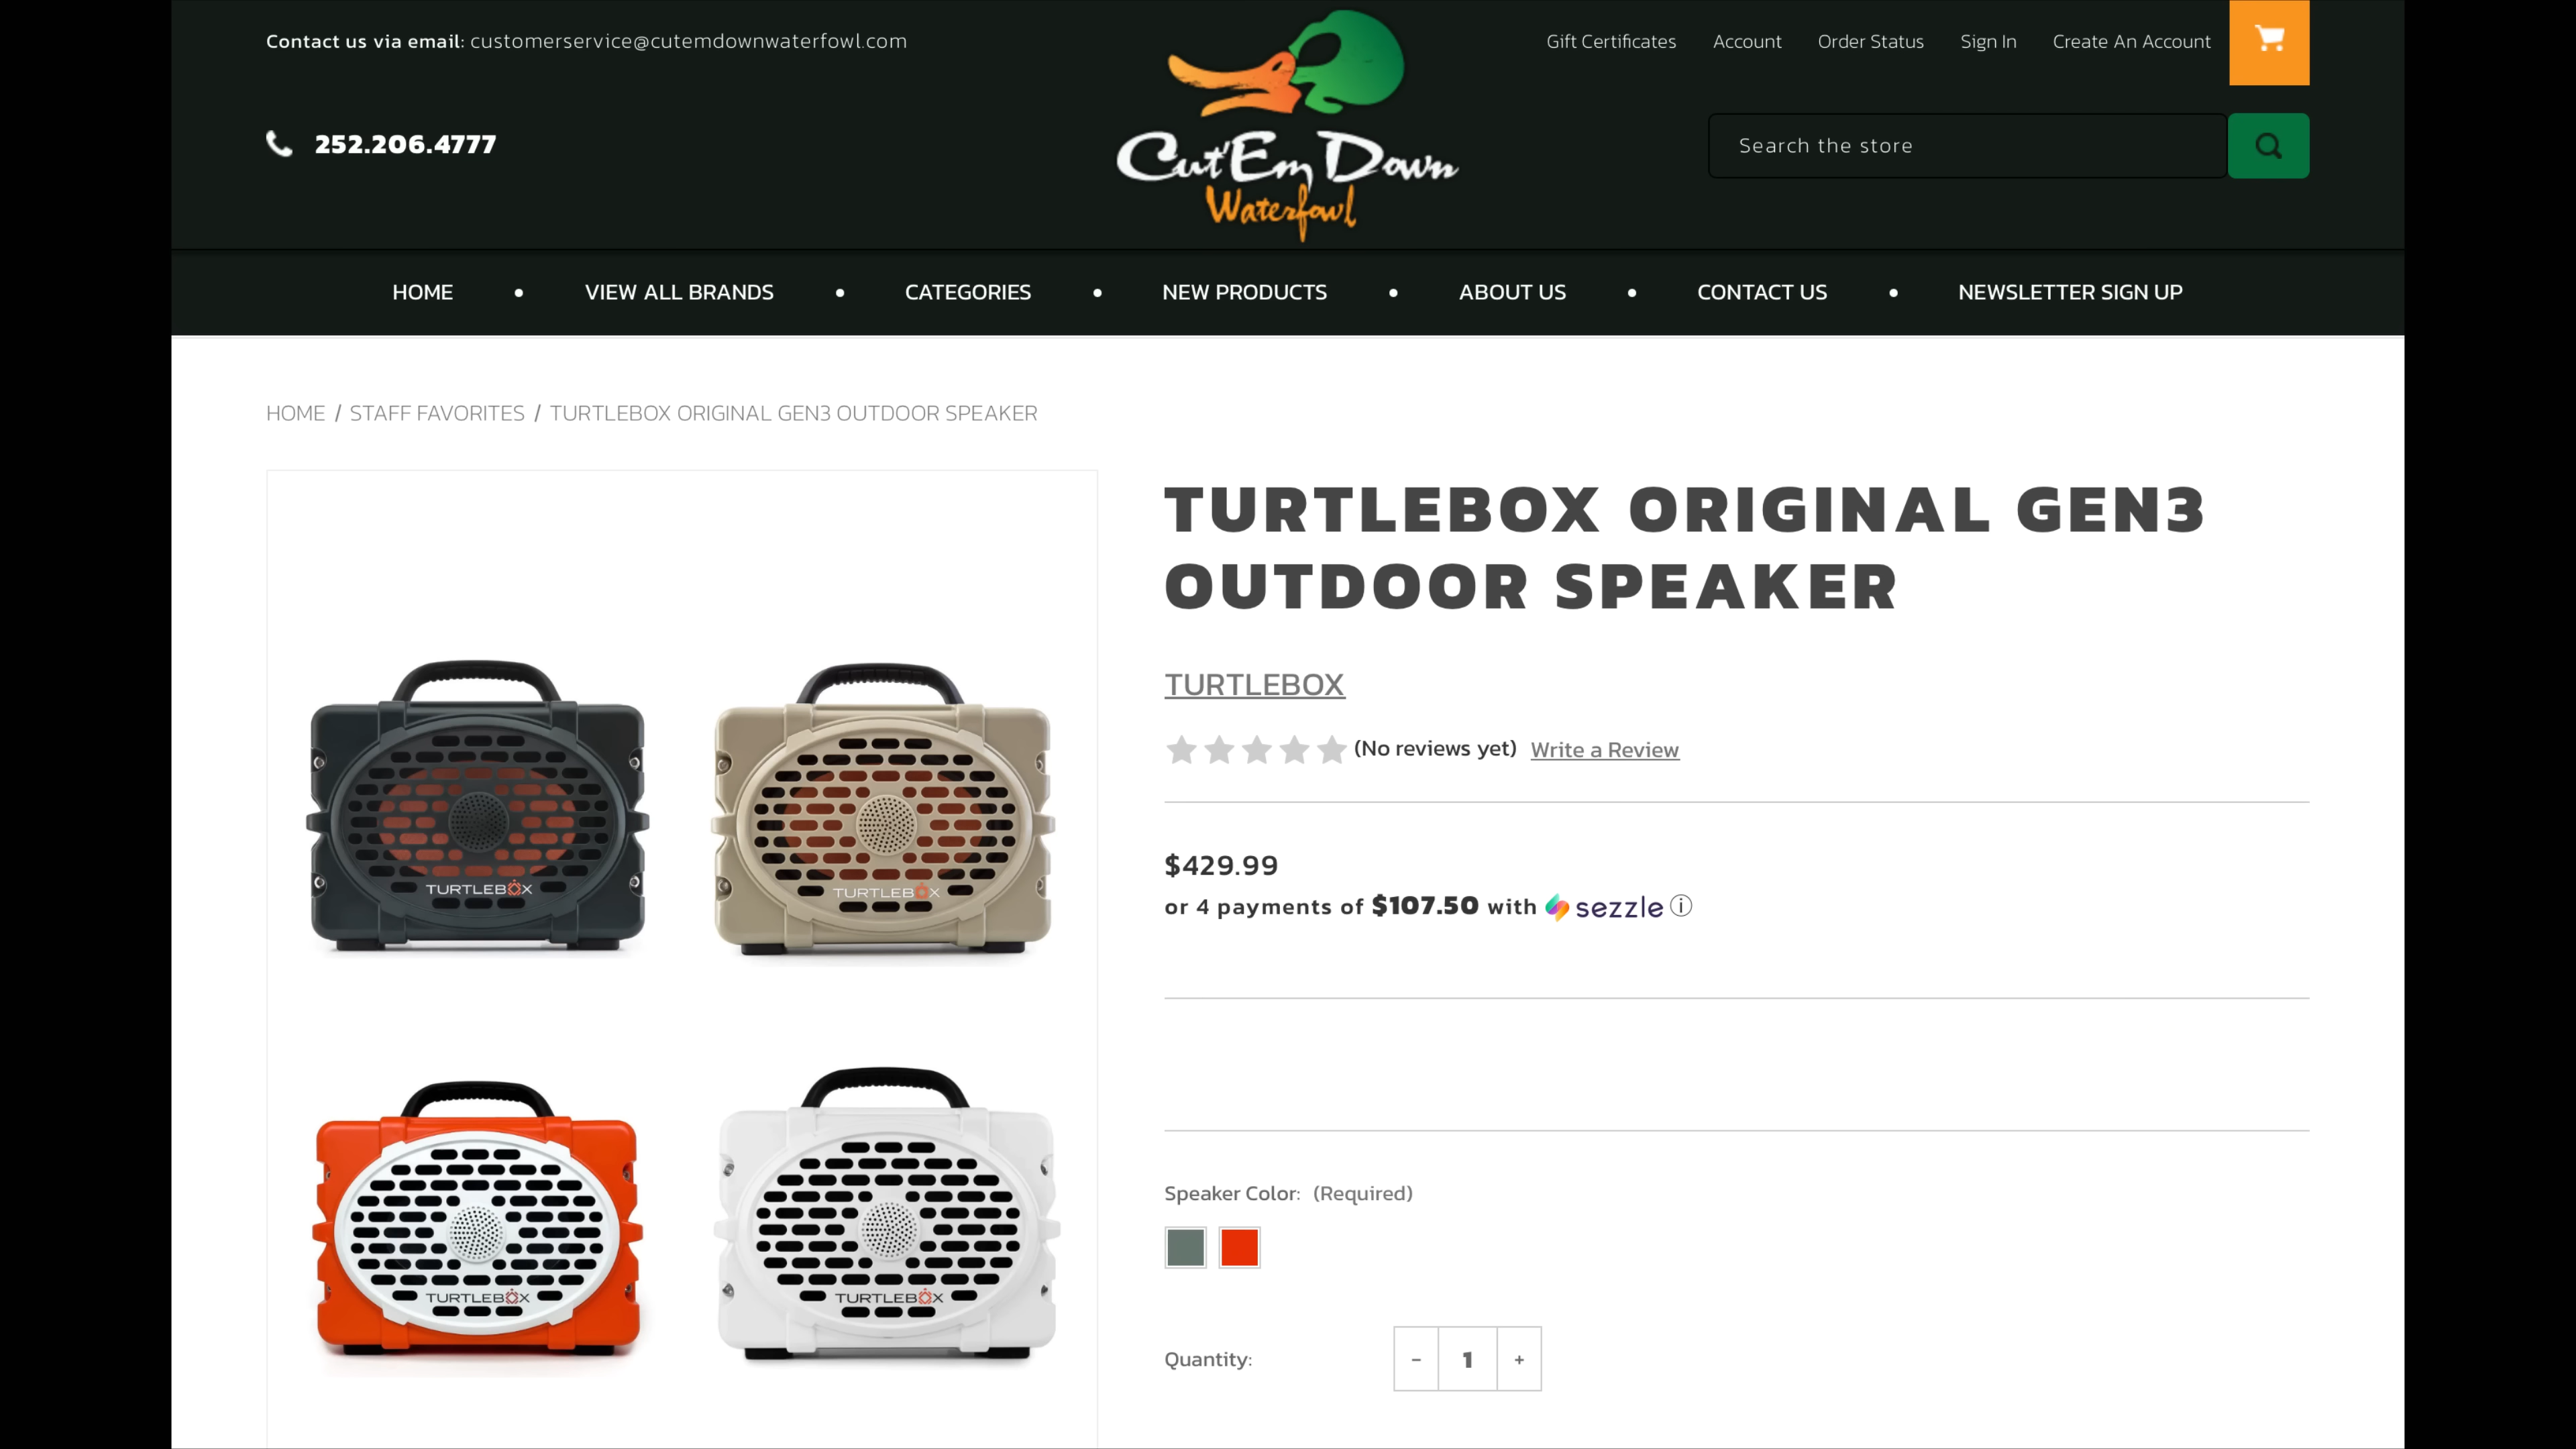 Contact us via email: customerservice@cutemdownwaterfowl.com
252.206.4777
Cut'Em Down
Waterfowl
Gift Certificates Account Order Status Sign In Create An Account
Search the store
HOME • VIEW ALL BRANDS • CATEGORIES • NEW PRODUCTS • ABOUT US • CONTACT US • NEWSLETTER SIGN UP
HOME / STAFF FAVORITES / TURTLEBOX ORIGINAL GEN3 OUTDOOR SPEAKER
TURTLEBOX
TURTLEBOX
TURTLEBOX
TURTLEBOX
TURTLEBOX ORIGINAL GEN3
OUTDOOR SPEAKER
TURTLEBOX
(No reviews yet) Write a Review
$429.99
or 4 payments of $107.50 with sezzle ⓘ
Speaker Color: (Required)
Quantity: - 1 +